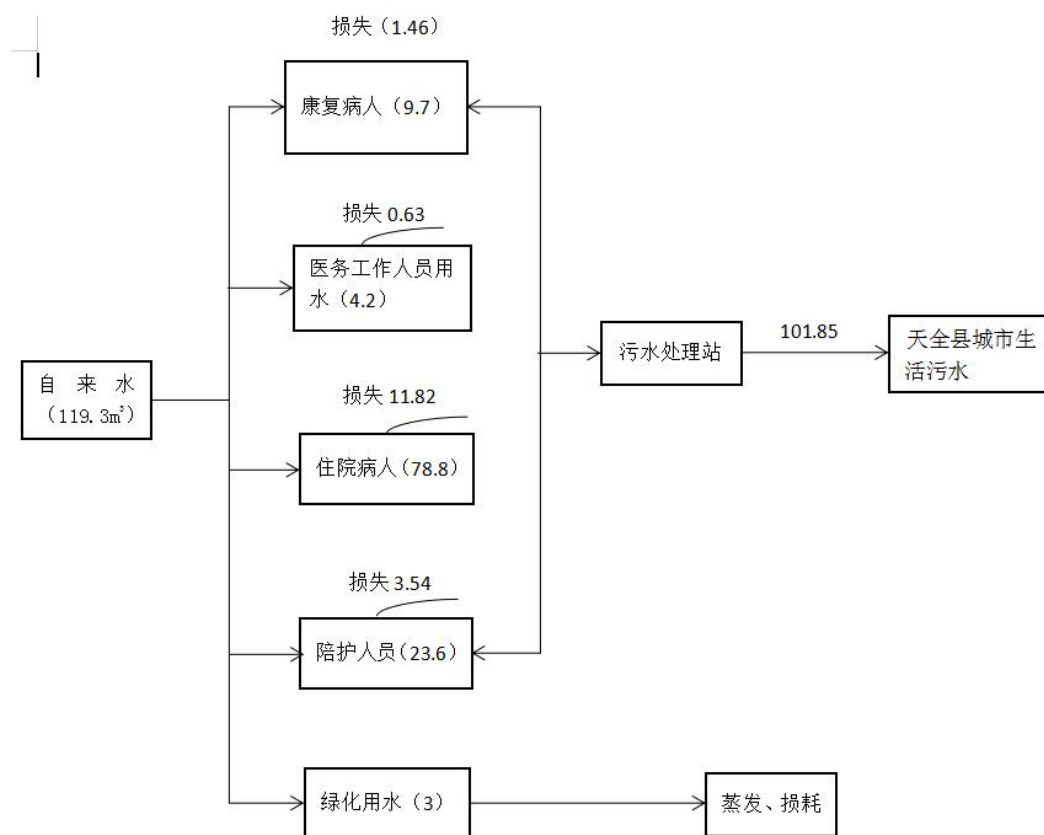 损失（1.46）
康复病人（9.7）
损失 0.63
医务工作人员用
水（4.2）
污水处理站
101.85
天全县城市生
活污水
自 来 水
（119.3m³）
损失 11.82
住院病人（78.8）
损失 3.54
陪护人员（23.6）
绿化用水（3）
蒸发、损耗